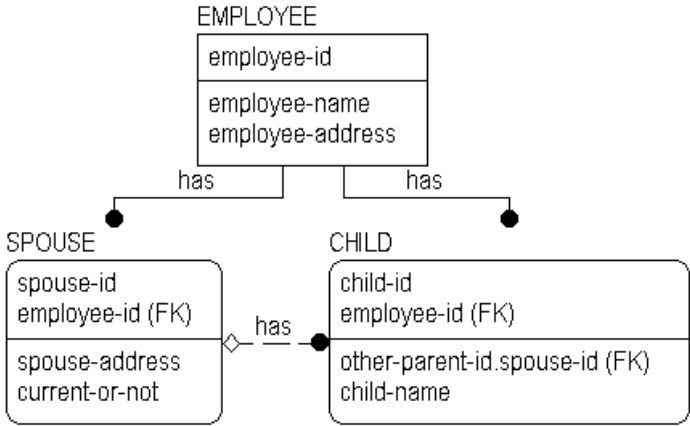 EMPLOYEE
employee-id
employee-name
employee-address
has
has
SPOUSE
spouse-id
employee-id (FK)
spouse-address
current-or-not
has
CHILD
child-id
employee-id (FK)
other-parent-id.spouse-id (FK)
child-name